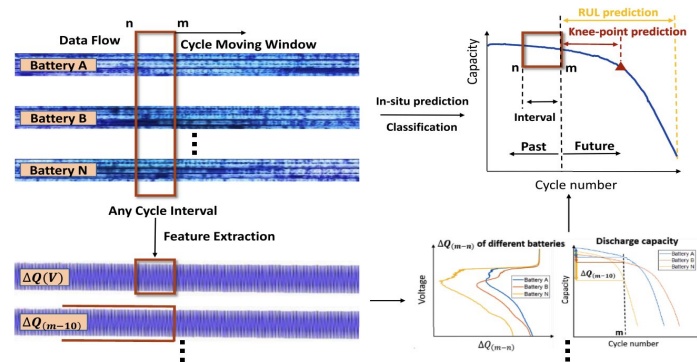 n
m
Data Flow
Cycle Moving Window
Battery A
Battery B
Battery N
Any Cycle Interval
Feature Extraction
ΔQ(V)
ΔQ(m−10)
In-situ prediction
Classification
RUL prediction
Knee-point prediction
Capacity
n
m
Interval
Past
Future
Cycle number
ΔQ(m−n) of different batteries
Voltage
Battery A
Battery B
Battery N
ΔQ(m−n)
Discharge capacity
Battery A
Battery B
Battery N
Capacity
ΔQ(m−10)
m
Cycle number